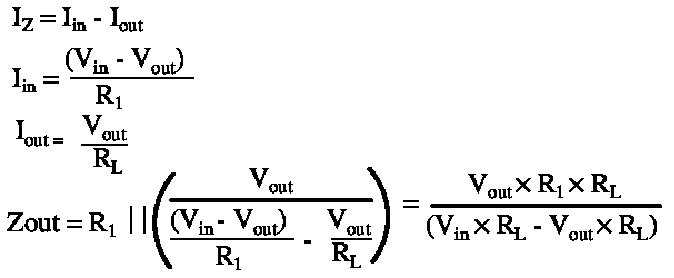 I_Z = I_in - I_out
I_in = (V_in - V_out) / R_1
I_out = V_out / R_L
Zout = R_1 || ( V_out / ( (V_in - V_out) / R_1 - V_out / R_L ) ) = V_out × R_1 × R_L / (V_in × R_L - V_out × R_L)